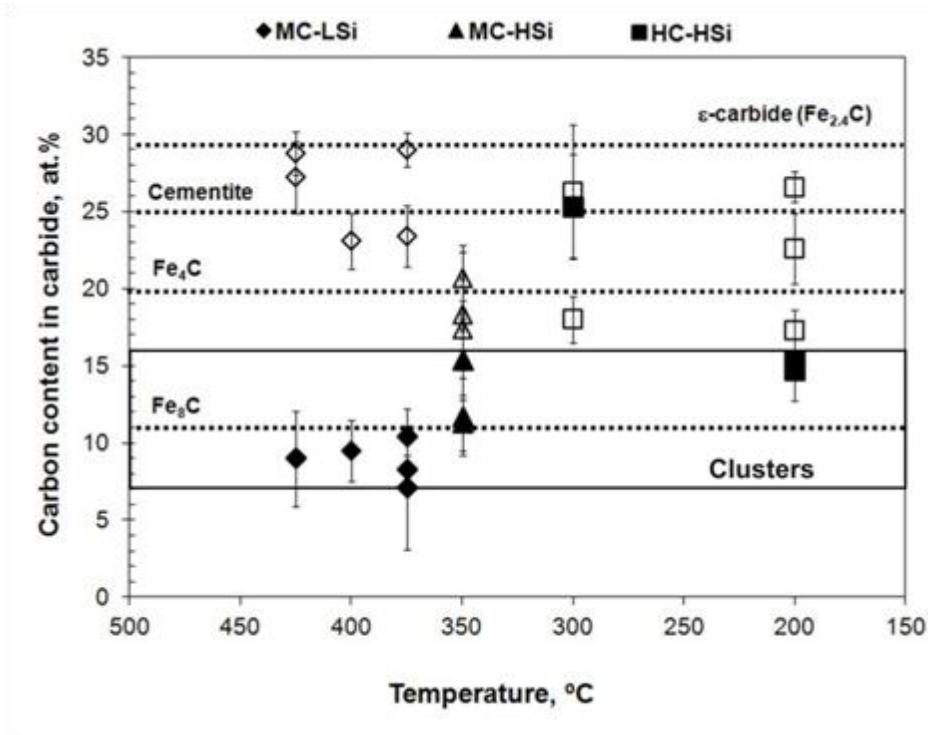 MC-LSi MC-HSi HC-HSi
35
30
25
20
15
10
5
0
Carbon content in carbide, at.%
ε-carbide (Fe2.4C)
Cementite
Fe4C
Fe8C
Clusters
500 450 400 350 300 250 200 150
Temperature, ºC